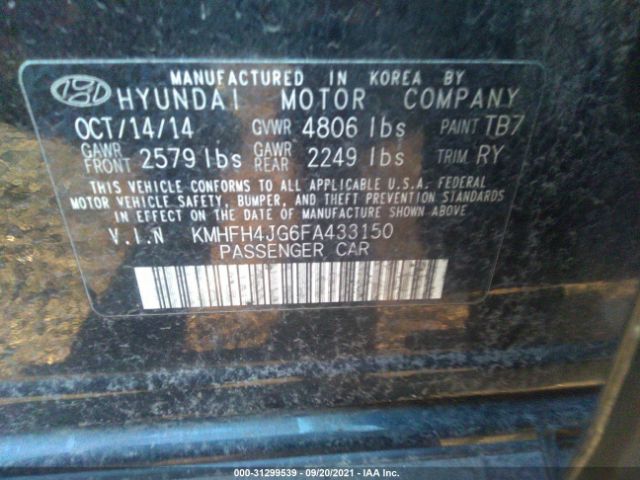 MANUFACTURED IN KOREA BY
HYUNDAI MOTOR COMPANY
OCT/14/14 GVWR 4806 lbs PAINT TB7
GAWR FRONT 2579 lbs GAWR REAR 2249 lbs TRIM RY
THIS VEHICLE CONFORMS TO ALL APPLICABLE U.S.A. FEDERAL
MOTOR VEHICLE SAFETY, BUMPER, AND THEFT PREVENTION STANDARDS
IN EFFECT ON THE DATE OF MANUFACTURE SHOWN ABOVE.
V.I.N KMHFH4JG6FA433150
PASSENGER CAR
000-31299539 - 09/20/2021 - IAA Inc.